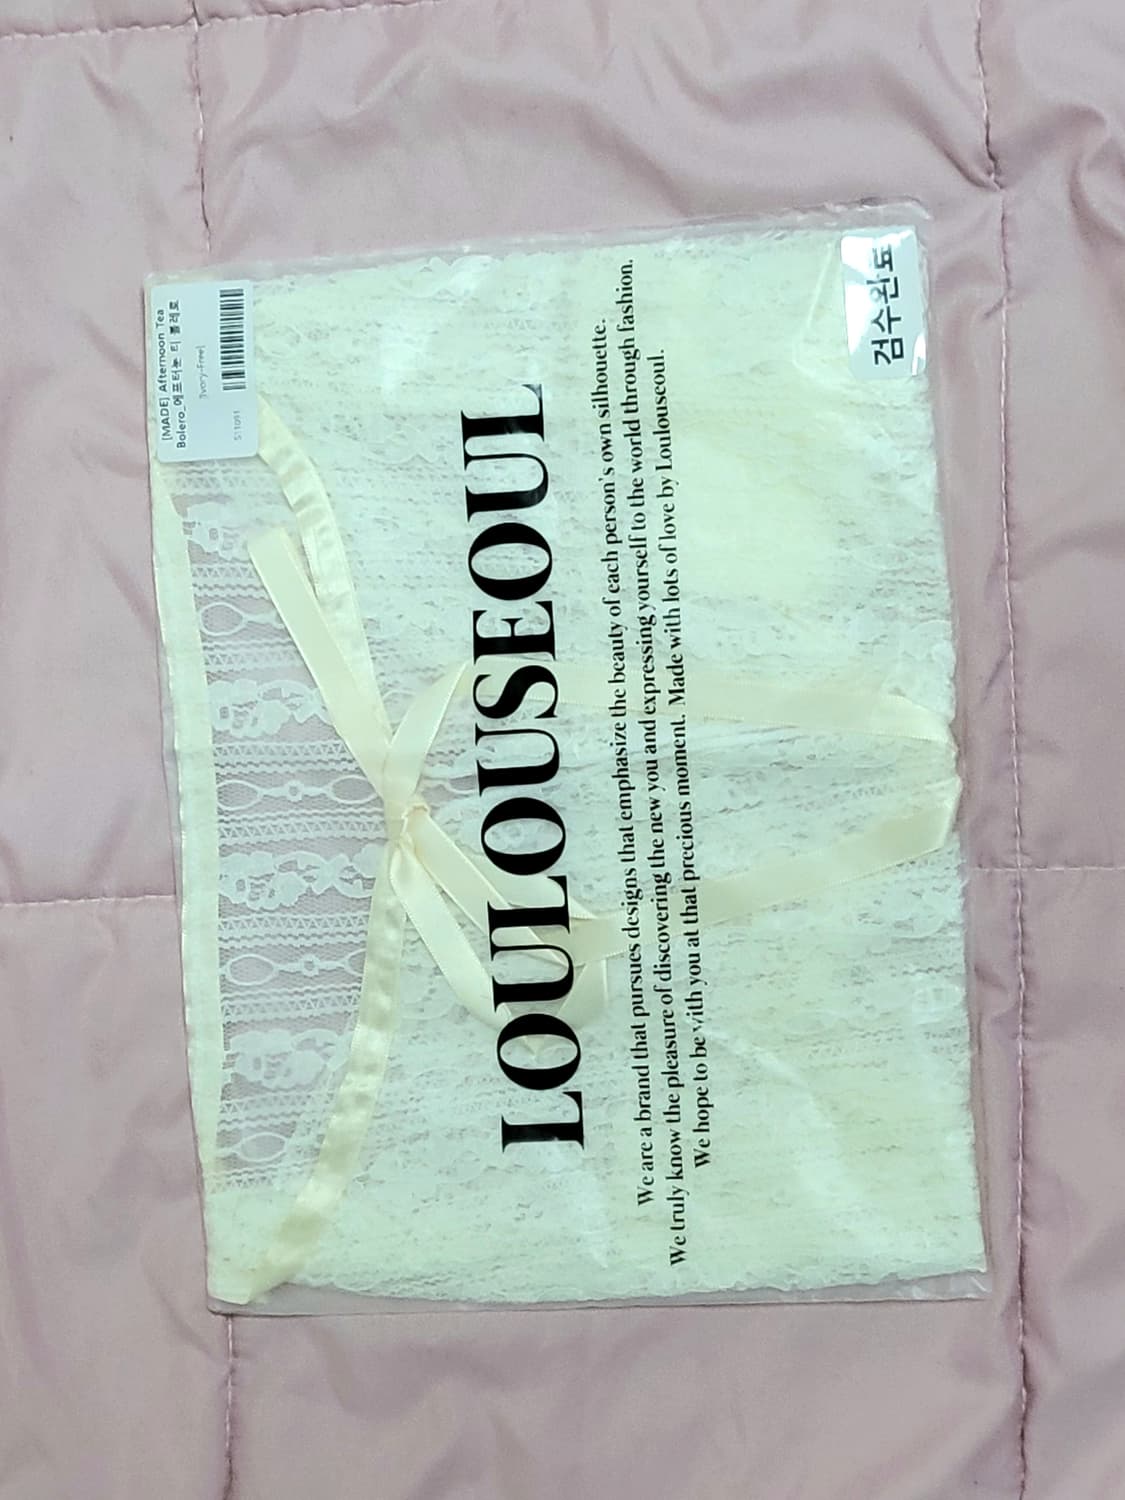 [MADE] Afternoon Tea
Bolero_에프터눈 티 볼레로
[Ivory-Free]
S11091
검수완료
LOULOUSEOUL
We are a brand that pursues designs that emphasize the beauty of each person's own silhouette.
We truly know the pleasure of discovering the new you and expressing yourself to the world through fashion.
We hope to be with you at that precious moment. Made with lots of love by Loulouseoul.